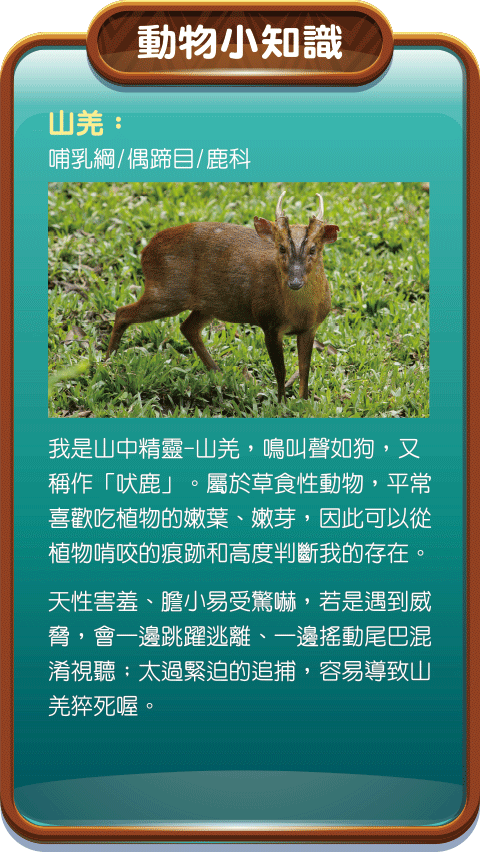 動物小知識
山羌：
哺乳綱/偶蹄目/鹿科
我是山中精靈-山羌，鳴叫聲如狗，又
稱作「吠鹿」。屬於草食性動物，平常
喜歡吃植物的嫩葉、嫩芽，因此可以從
植物啃咬的痕跡和高度判斷我的存在。
天性害羞、膽小易受驚嚇，若是遇到威
脅，會一邊跳躍逃離、一邊搖動尾巴混
淆視聽；太過緊迫的追捕，容易導致山
羌猝死喔。